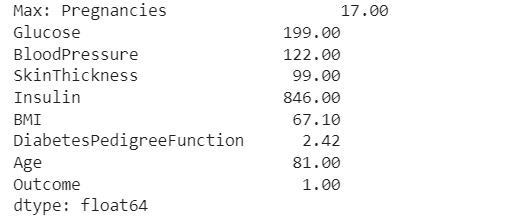 Max: Pregnancies                  17.00
Glucose                     199.00
BloodPressure               122.00
SkinThickness                99.00
Insulin                     846.00
BMI                          67.10
DiabetesPedigreeFunction      2.42
Age                          81.00
Outcome                       1.00
dtype: float64